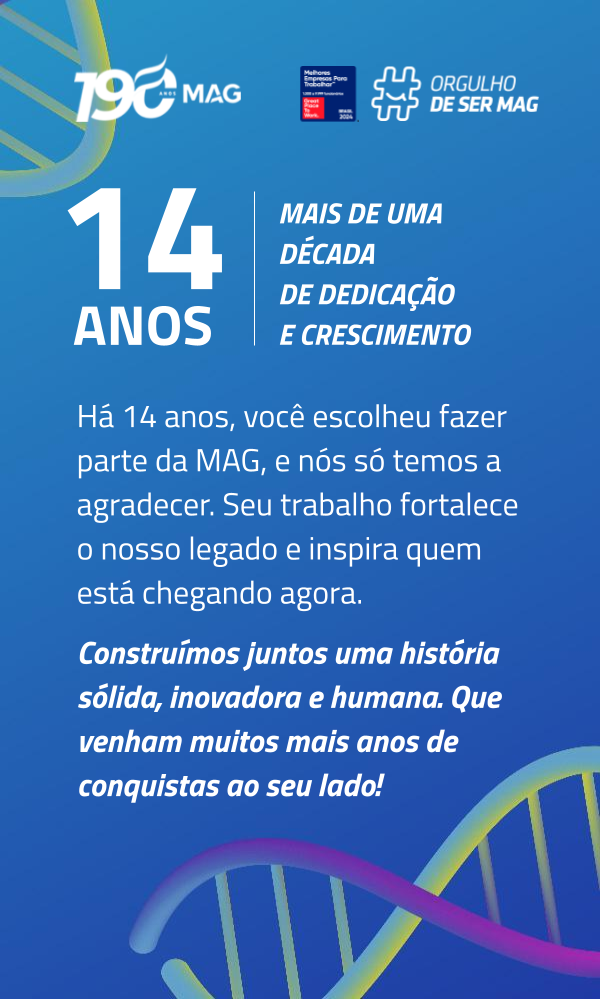 190 ANOS MAG
Melhores
Empresas Para
Trabalhar™
Great
Place
To
Work.
BRASIL
2024
ORGULHO
DE SER MAG
14
ANOS
MAIS DE UMA
DÉCADA
DE DEDICAÇÃO
E CRESCIMENTO
Há 14 anos, você escolheu fazer
parte da MAG, e nós só temos a
agradecer. Seu trabalho fortalece
o nosso legado e inspira quem
está chegando agora.
Construímos juntos uma história
sólida, inovadora e humana. Que
venham muitos mais anos de
conquistas ao seu lado!